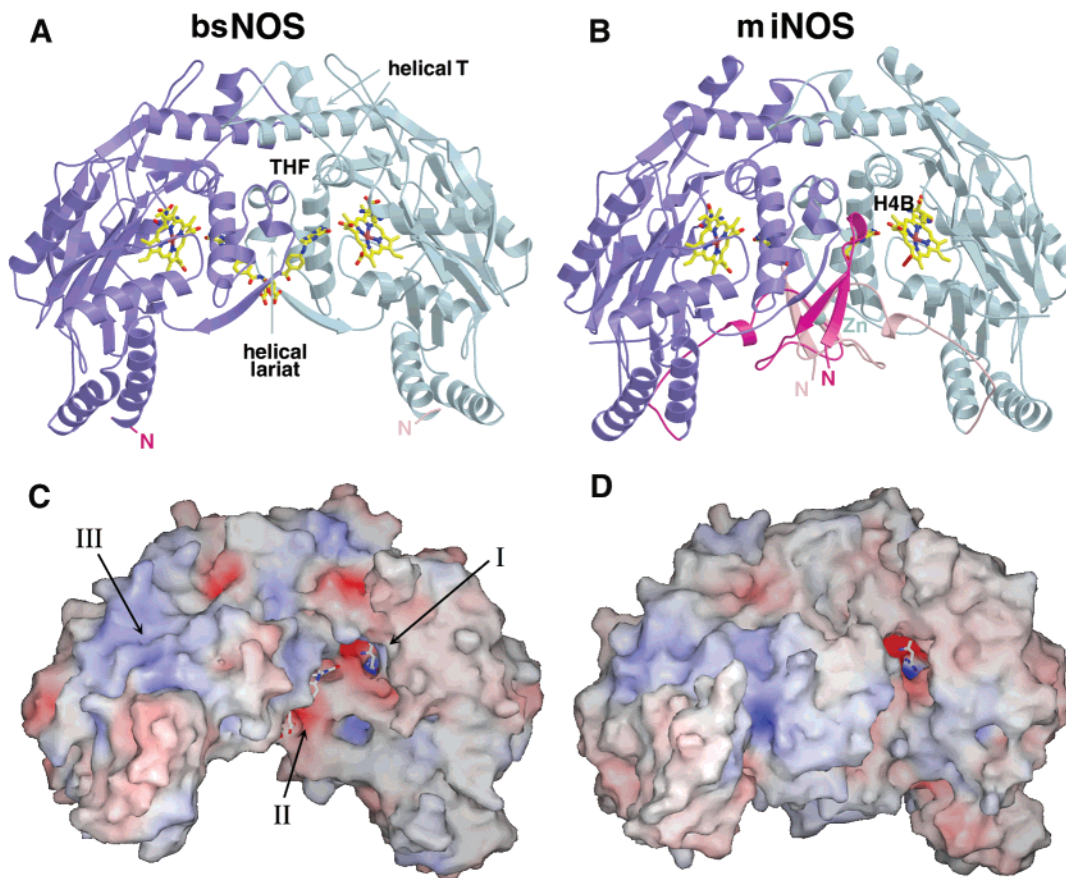 A
bsNOS
helical T
THF
helical
lariat
N
N
B
miNOS
H4B
Zn
N
N
C
III
I
II
D